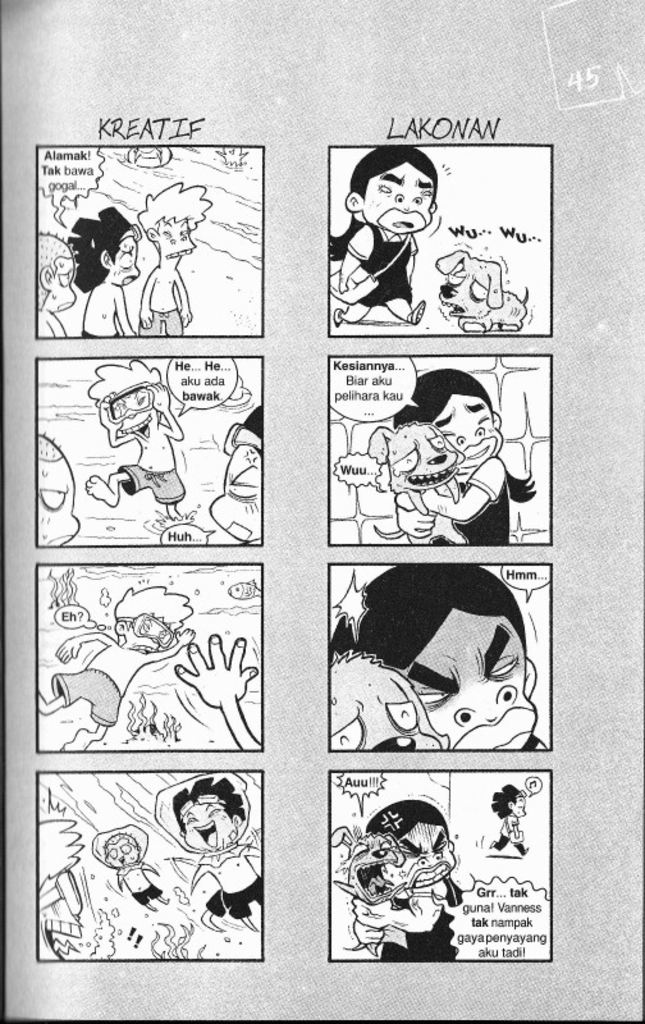 45
KREATIF
Alamak!
Tak bawa
gogal...
He... He...
aku ada
bawak.
Huh...
Eh?
!!
LAKONAN
WU... WU...
Kesiannya...
Biar aku
pelihara kau
...
Wuu...
Hmm...
Auu!!!
Grr... tak
guna! Vanness
tak nampak
gaya penyayang
aku tadi!